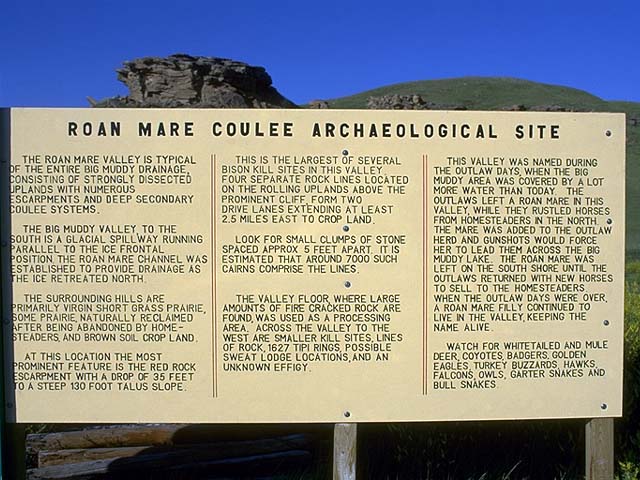 ROAN MARE COULEE ARCHAEOLOGICAL SITE
THE ROAN MARE VALLEY IS TYPICAL
OF THE ENTIRE BIG MUDDY DRAINAGE,
CONSISTING OF STRONGLY DISSECTED
UPLANDS WITH NUMEROUS
ESCARPMENTS AND DEEP SECONDARY
COULEE SYSTEMS.
THE BIG MUDDY VALLEY, TO THE
SOUTH IS A GLACIAL SPILLWAY RUNNING
PARALLEL TO ICE FRONTAL
POSITION. THE ROAN MARE CHANNEL WAS
ESTABLISHED TO PROVIDE DRAINAGE AS
THE ICE RETREATED NORTH.
THE SURROUNDING HILLS ARE
PRIMARILY VIRGIN SHORT GRASS PRAIRIE,
SOME PRAIRIE, NATURALLY RECLAIMED
AFTER BEING ABANDONED BY HOME-
STEADERS, AND BROWN SOIL CROP LAND.
AT THIS LOCATION THE MOST
PROMINENT FEATURE IS THE RED ROCK
ESCARPMENT WITH A DROP OF 35 FEET
TO A STEEP 130 FOOT TALUS SLOPE.
THIS IS THE LARGEST OF SEVERAL
BISON KILL SITES IN THIS VALLEY.
FOUR SEPARATE ROCK LINES LOCATED
ON THE ROLLING UPLANDS ABOVE THE
PROMINENT CLIFF, FORM TWO
DRIVE LANES EXTENDING AT LEAST
2.5 MILES EAST TO CROP LAND.
LOOK FOR SMALL CLUMPS OF STONE
SPACED APPROX. 5 FEET APART. IT IS
ESTIMATED THAT AROUND 7000 SUCH
CAIRNS COMPRISE THE LINES.
THE VALLEY FLOOR, WHERE LARGE
AMOUNTS OF FIRE CRACKED ROCK ARE
FOUND, WAS USED AS A PROCESSING
AREA. ACROSS THE VALLEY TO THE
WEST ARE SMALLER KILL SITES, LINES
OF ROCK, 1627 TIPI RINGS, POSSIBLE
SWEAT LODGE LOCATIONS, AND AN
UNKNOWN EFFIGY.
THIS VALLEY WAS NAMED DURING
THE OUTLAW DAYS, WHEN THE BIG
MUDDY AREA WAS COVERED BY A LOT
MORE WATER THAN TODAY. THE
OUTLAWS LEFT A ROAN MARE IN THIS
VALLEY, WHILE THEY RUSTLED HORSES
FROM HOMESTEADERS IN THE NORTH.
THE MARE WAS ADDED TO THE OUTLAW
HERD AND GUNSHOTS WOULD FORCE
HER TO LEAD THEM ACROSS THE BIG
MUDDY LAKE. THE ROAN MARE WAS
LEFT ON THE SOUTH SHORE UNTIL THE
OUTLAWS RETURNED WITH NEW HORSES
TO SELL TO THE HOMESTEADERS.
WHEN THE OUTLAW DAYS WERE OVER,
A ROAN MARE FILLY CONTINUED TO
LIVE IN THE VALLEY, KEEPING THE
NAME ALIVE.
WATCH FOR WHITETAILED AND MULE
DEER, COYOTES, BADGERS, GOLDEN
EAGLES, TURKEY BUZZARDS, HAWKS,
FALCONS, OWLS, GARTER SNAKES AND
BULL SNAKES.